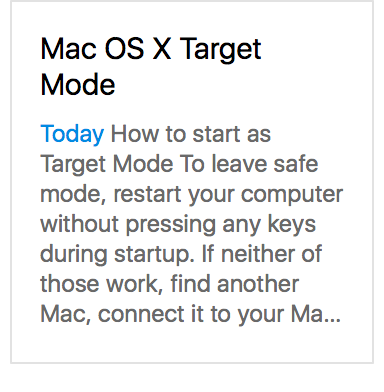 Mac OS X Target
Mode
Today How to start as
Target Mode To leave safe
mode, restart your computer
without pressing any keys
during startup. If neither of
those work, find another
Mac, connect it to your Ma...